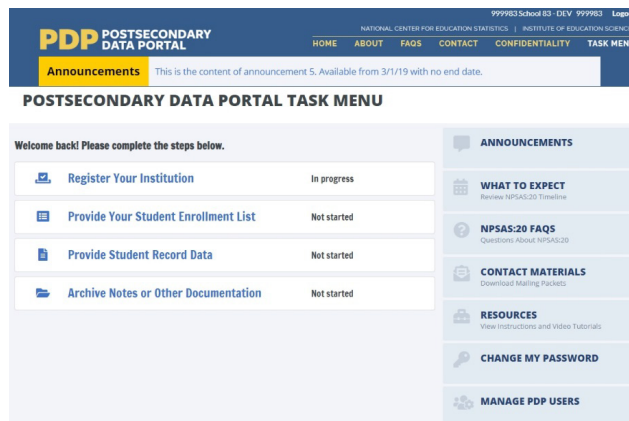 999983 School 83 - DEV 999983 Logo
NATIONAL CENTER FOR EDUCATION STATISTICS | INSTITUTE OF EDUCATION SCIENC
PDP POSTSECONDARY
DATA PORTAL
HOME ABOUT FAQS CONTACT CONFIDENTIALITY TASK MEN
Announcements This is the content of announcement 5. Available from 3/1/19 with no end date.
POSTSECONDARY DATA PORTAL TASK MENU
Welcome back! Please complete the steps below.
Register Your Institution In progress
Provide Your Student Enrollment List Not started
Provide Student Record Data Not started
Archive Notes or Other Documentation Not started
ANNOUNCEMENTS
WHAT TO EXPECT
Review NPSAS:20 Timeline
NPSAS:20 FAQS
Questions About NPSAS:20
CONTACT MATERIALS
Download Mailing Packets
RESOURCES
View Instructions and Video Tutorials
CHANGE MY PASSWORD
MANAGE PDP USERS